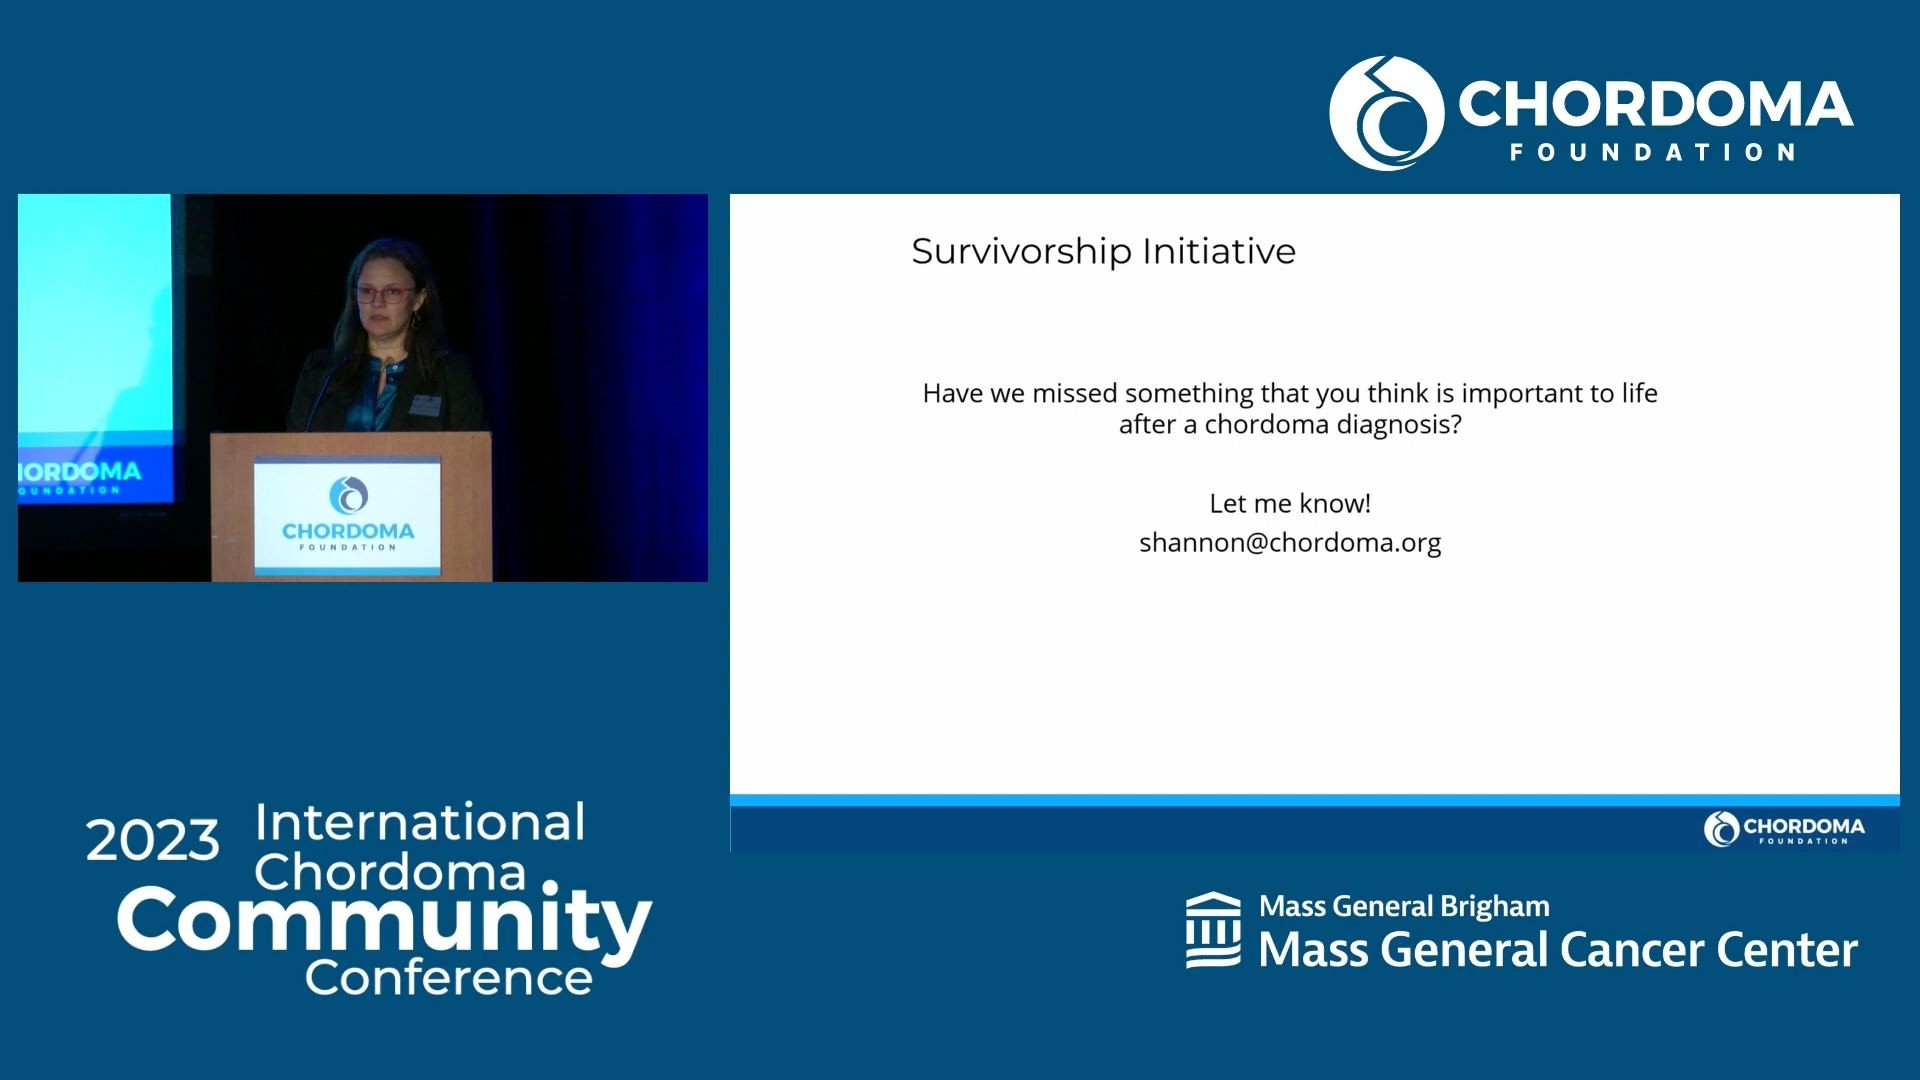 CHORDOMA
FOUNDATION
Survivorship Initiative
Have we missed something that you think is important to life
after a chordoma diagnosis?
Let me know!
shannon@chordoma.org
CHORDOMA
FOUNDATION
HORDOMA
OUNDATION
CHORDOMA
FOUNDATION
2023 International
Chordoma
Community
Conference
Mass General Brigham
Mass General Cancer Center